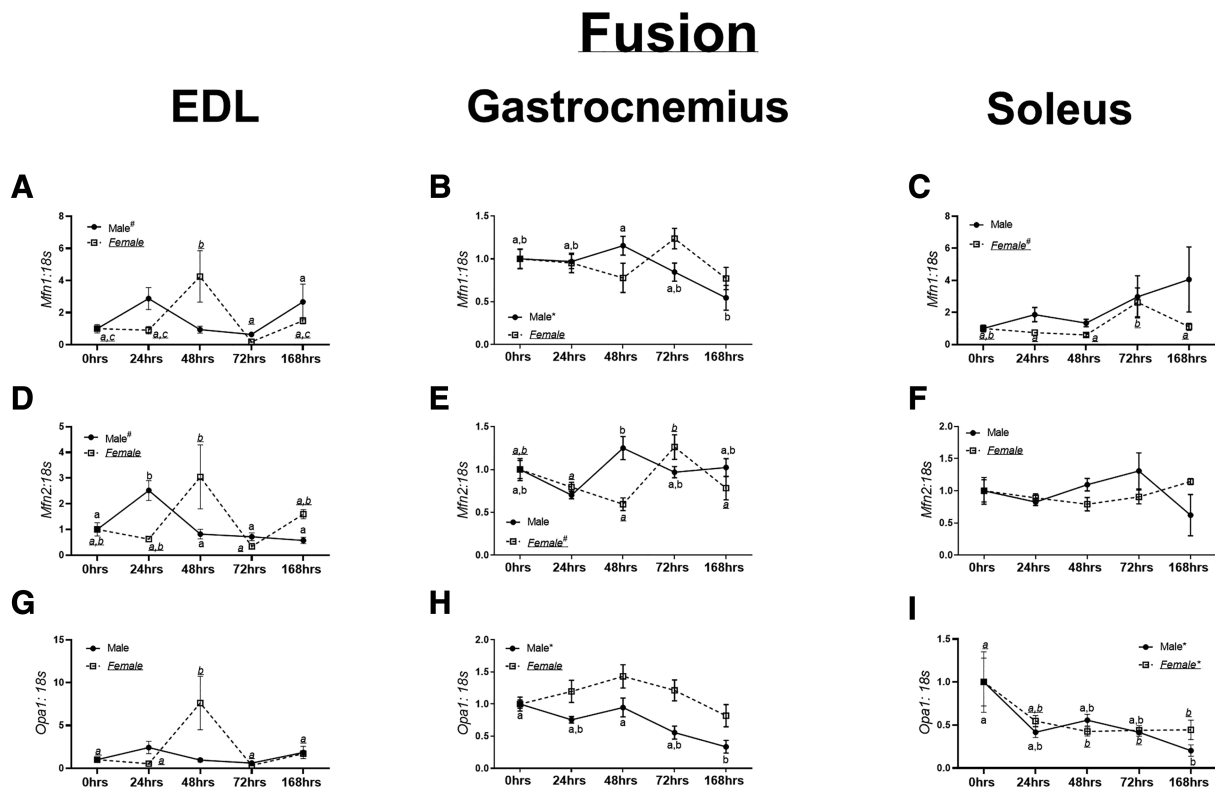 Fusion
EDL Gastrocnemius Soleus
A
Mfn1:18s
8
6
4
2
0
Male#
Female
a,c a,c b a a a,c
0hrs 24hrs 48hrs 72hrs 168hrs
B
Mfn1:18s
1.5
1.0
0.5
0.0
a,b a,b a a,b b
Male*
Female
0hrs 24hrs 48hrs 72hrs 168hrs
C
Mfn1:18s
8
6
4
2
0
Male
Female#
a,b a a b a
0hrs 24hrs 48hrs 72hrs 168hrs
D
Mfn2:18s
5
4
3
2
1
0
Male#
Female
a b b a a,b
a,b a,b a a a
0hrs 24hrs 48hrs 72hrs 168hrs
E
Mfn2:18s
1.5
1.0
0.5
0.0
a,b a b b a,b
a,b a a,b a
Male
Female#
0hrs 24hrs 48hrs 72hrs 168hrs
F
Mfn2:18s
2.0
1.5
1.0
0.5
0.0
Male
Female
0hrs 24hrs 48hrs 72hrs 168hrs
G
Opa1: 18s
15
10
5
0
Male
Female
a a b a a
0hrs 24hrs 48hrs 72hrs 168hrs
H
Opa1: 18s
2.0
1.5
1.0
0.5
0.0
Male*
Female
a a,b a a,b b
0hrs 24hrs 48hrs 72hrs 168hrs
I
Opa1: 18s
1.5
1.0
0.5
0.0
Male*
Female*
a a,b a,b a,b b
a a,b b b b
0hrs 24hrs 48hrs 72hrs 168hrs